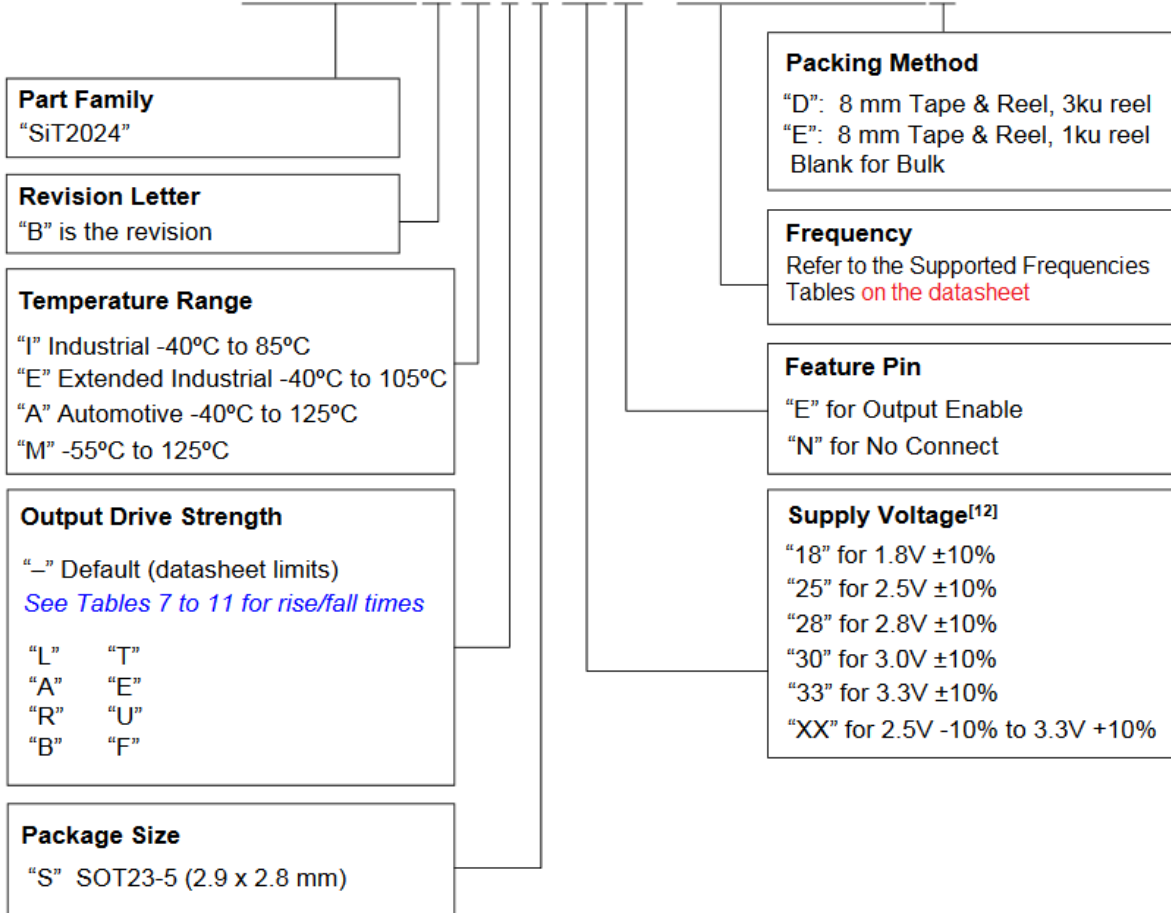 Part Family
“SiT2024”
Revision Letter
“B” is the revision
Temperature Range
“I” Industrial -40ºC to 85ºC
“E” Extended Industrial -40ºC to 105ºC
“A” Automotive -40ºC to 125ºC
“M” -55ºC to 125ºC
Output Drive Strength
“–” Default (datasheet limits)
See Tables 7 to 11 for rise/fall times
“L” “T”
“A” “E”
“R” “U”
“B” “F”
Package Size
“S” SOT23-5 (2.9 x 2.8 mm)
Packing Method
“D”: 8 mm Tape & Reel, 3ku reel
“E”: 8 mm Tape & Reel, 1ku reel
Blank for Bulk
Frequency
Refer to the Supported Frequencies
Tables on the datasheet
Feature Pin
“E” for Output Enable
“N” for No Connect
Supply Voltage[12]
“18” for 1.8V ±10%
“25” for 2.5V ±10%
“28” for 2.8V ±10%
“30” for 3.0V ±10%
“33” for 3.3V ±10%
“XX” for 2.5V -10% to 3.3V +10%